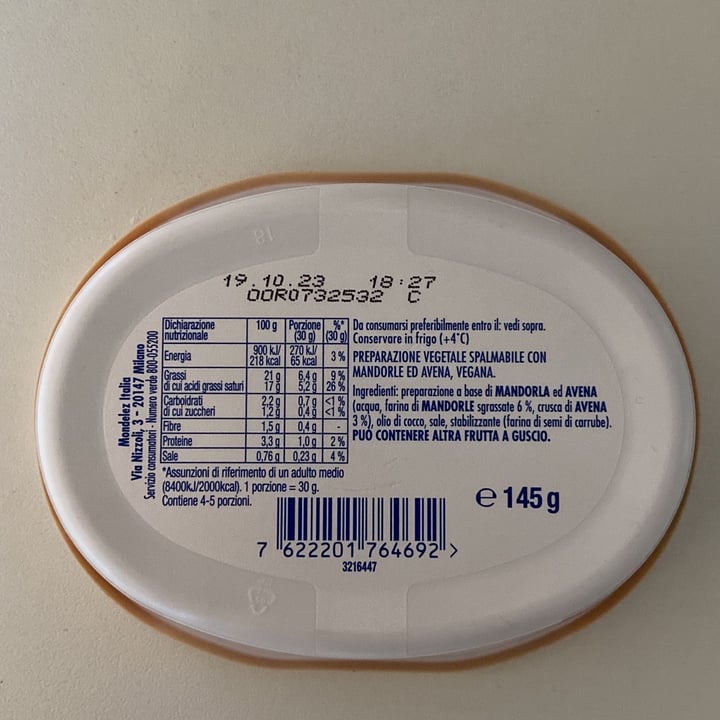 18
19.10.23 18:27
OOR0732532 C
Mondelez Italia
Via Nizzoli, 3 - 20147 Milano
Servizio consumatori - Numero verde 800-055200
Dichiarazione nutrizionale 100 g Porzione (30 g) %* (30 g)
Energia 900 kJ/ 218 kcal 270 kJ/ 65 kcal 3 %
Grassi 21 g 6,4 g 9 %
di cui acidi grassi saturi 17 g 5,2 g 26 %
Carboidrati 2,2 g 0,7 g <1 %
di cui zuccheri 1,2 g 0,4 g <1 %
Fibre 1,5 g 0,4 g -
Proteine 3,3 g 1,0 g 2 %
Sale 0,76 g 0,23 g 4 %
*Assunzioni di riferimento di un adulto medio
(8400kJ/2000kcal). 1 porzione = 30 g.
Contiene 4-5 porzioni.
Da consumarsi preferibilmente entro il: vedi sopra.
Conservare in frigo (+4°C)
PREPARAZIONE VEGETALE SPALMABILE CON
MANDORLE ED AVENA, VEGANA.
Ingredienti: preparazione a base di MANDORLA ed AVENA
(acqua, farina di MANDORLE sgrassate 6 %, crusca di AVENA
3 %), olio di cocco, sale, stabilizzante (farina di semi di carrube).
PUÒ CONTENERE ALTRA FRUTTA A GUSCIO.
e 145 g
7 622201 764692 >
3216447